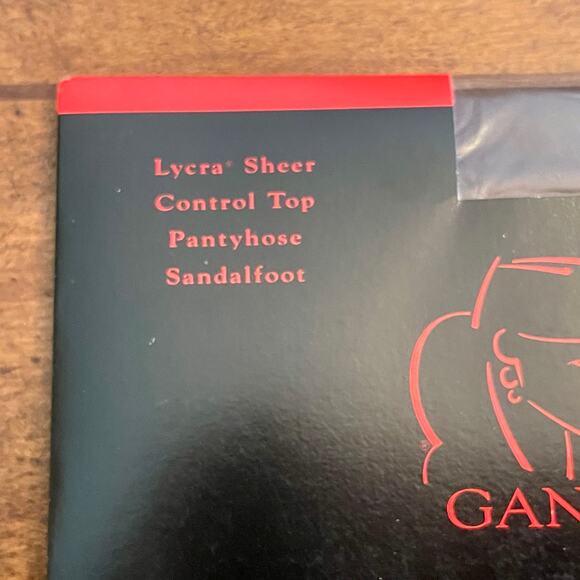 Lycra® Sheer
Control Top
Pantyhose
Sandalfoot
GAN